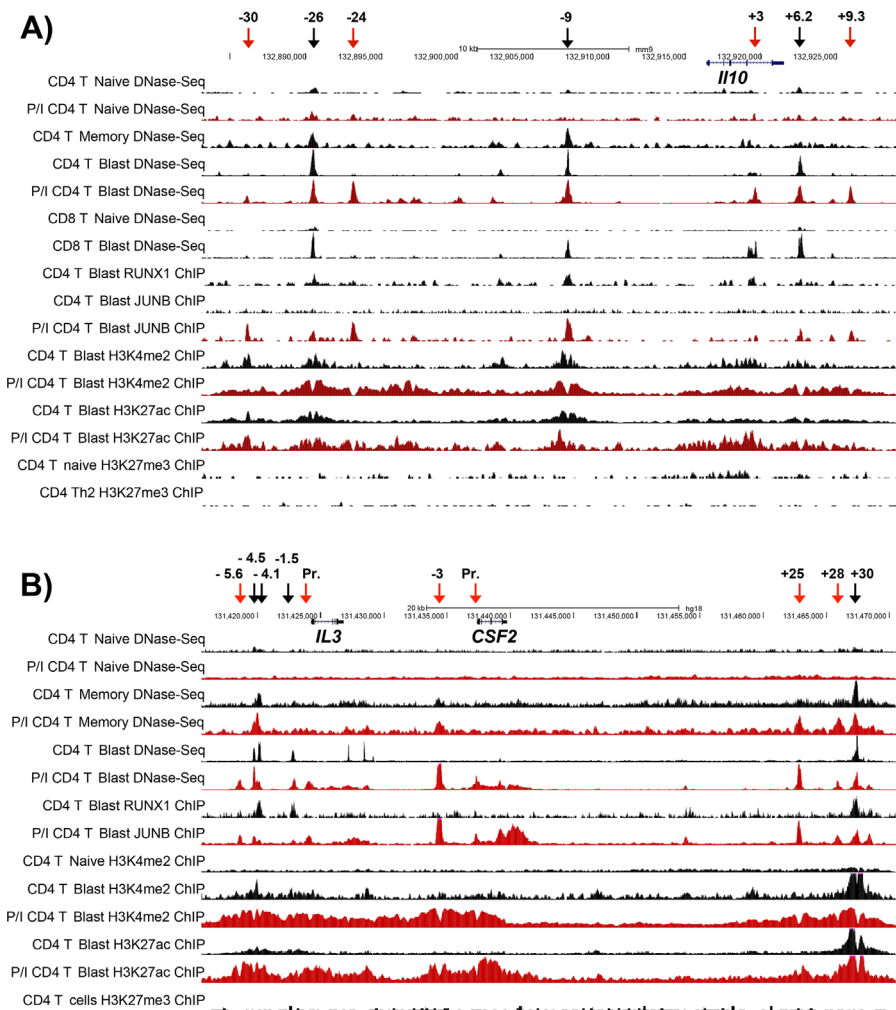 A)
-30 -26 -24 -9 +3 +6.2 +9.3
10 kb mm9
132,890,000 132,895,000 132,900,000 132,905,000 132,910,000 132,915,000 132,920,000 132,925,000
Il10
CD4 T Naive DNase-Seq
P/I CD4 T Naive DNase-Seq
CD4 T Memory DNase-Seq
CD4 T Blast DNase-Seq
P/I CD4 T Blast DNase-Seq
CD8 T Naive DNase-Seq
CD8 T Blast DNase-Seq
CD4 T Blast RUNX1 ChIP
CD4 T Blast JUNB ChIP
P/I CD4 T Blast JUNB ChIP
CD4 T Blast H3K4me2 ChIP
P/I CD4 T Blast H3K4me2 ChIP
CD4 T Blast H3K27ac ChIP
P/I CD4 T Blast H3K27ac ChIP
CD4 T naive H3K27me3 ChIP
CD4 Th2 H3K27me3 ChIP
B)
- 4.5 -1.5
- 5.6 - 4.1 Pr. -3 Pr. +25 +28 +30
20 kb hg18
131,420,000 131,425,000 131,430,000 131,435,000 131,440,000 131,445,000 131,450,000 131,455,000 131,460,000 131,465,000 131,470,000
IL3 CSF2
CD4 T Naive DNase-Seq
P/I CD4 T Naive DNase-Seq
CD4 T Memory DNase-Seq
P/I CD4 T Memory DNase-Seq
CD4 T Blast DNase-Seq
P/I CD4 T Blast DNase-Seq
CD4 T Blast RUNX1 ChIP
P/I CD4 T Blast JUNB ChIP
CD4 T Naive H3K4me2 ChIP
CD4 T Blast H3K4me2 ChIP
P/I CD4 T Blast H3K4me2 ChIP
CD4 T Blast H3K27ac ChIP
P/I CD4 T Blast H3K27ac ChIP
CD4 T cells H3K27me3 ChIP